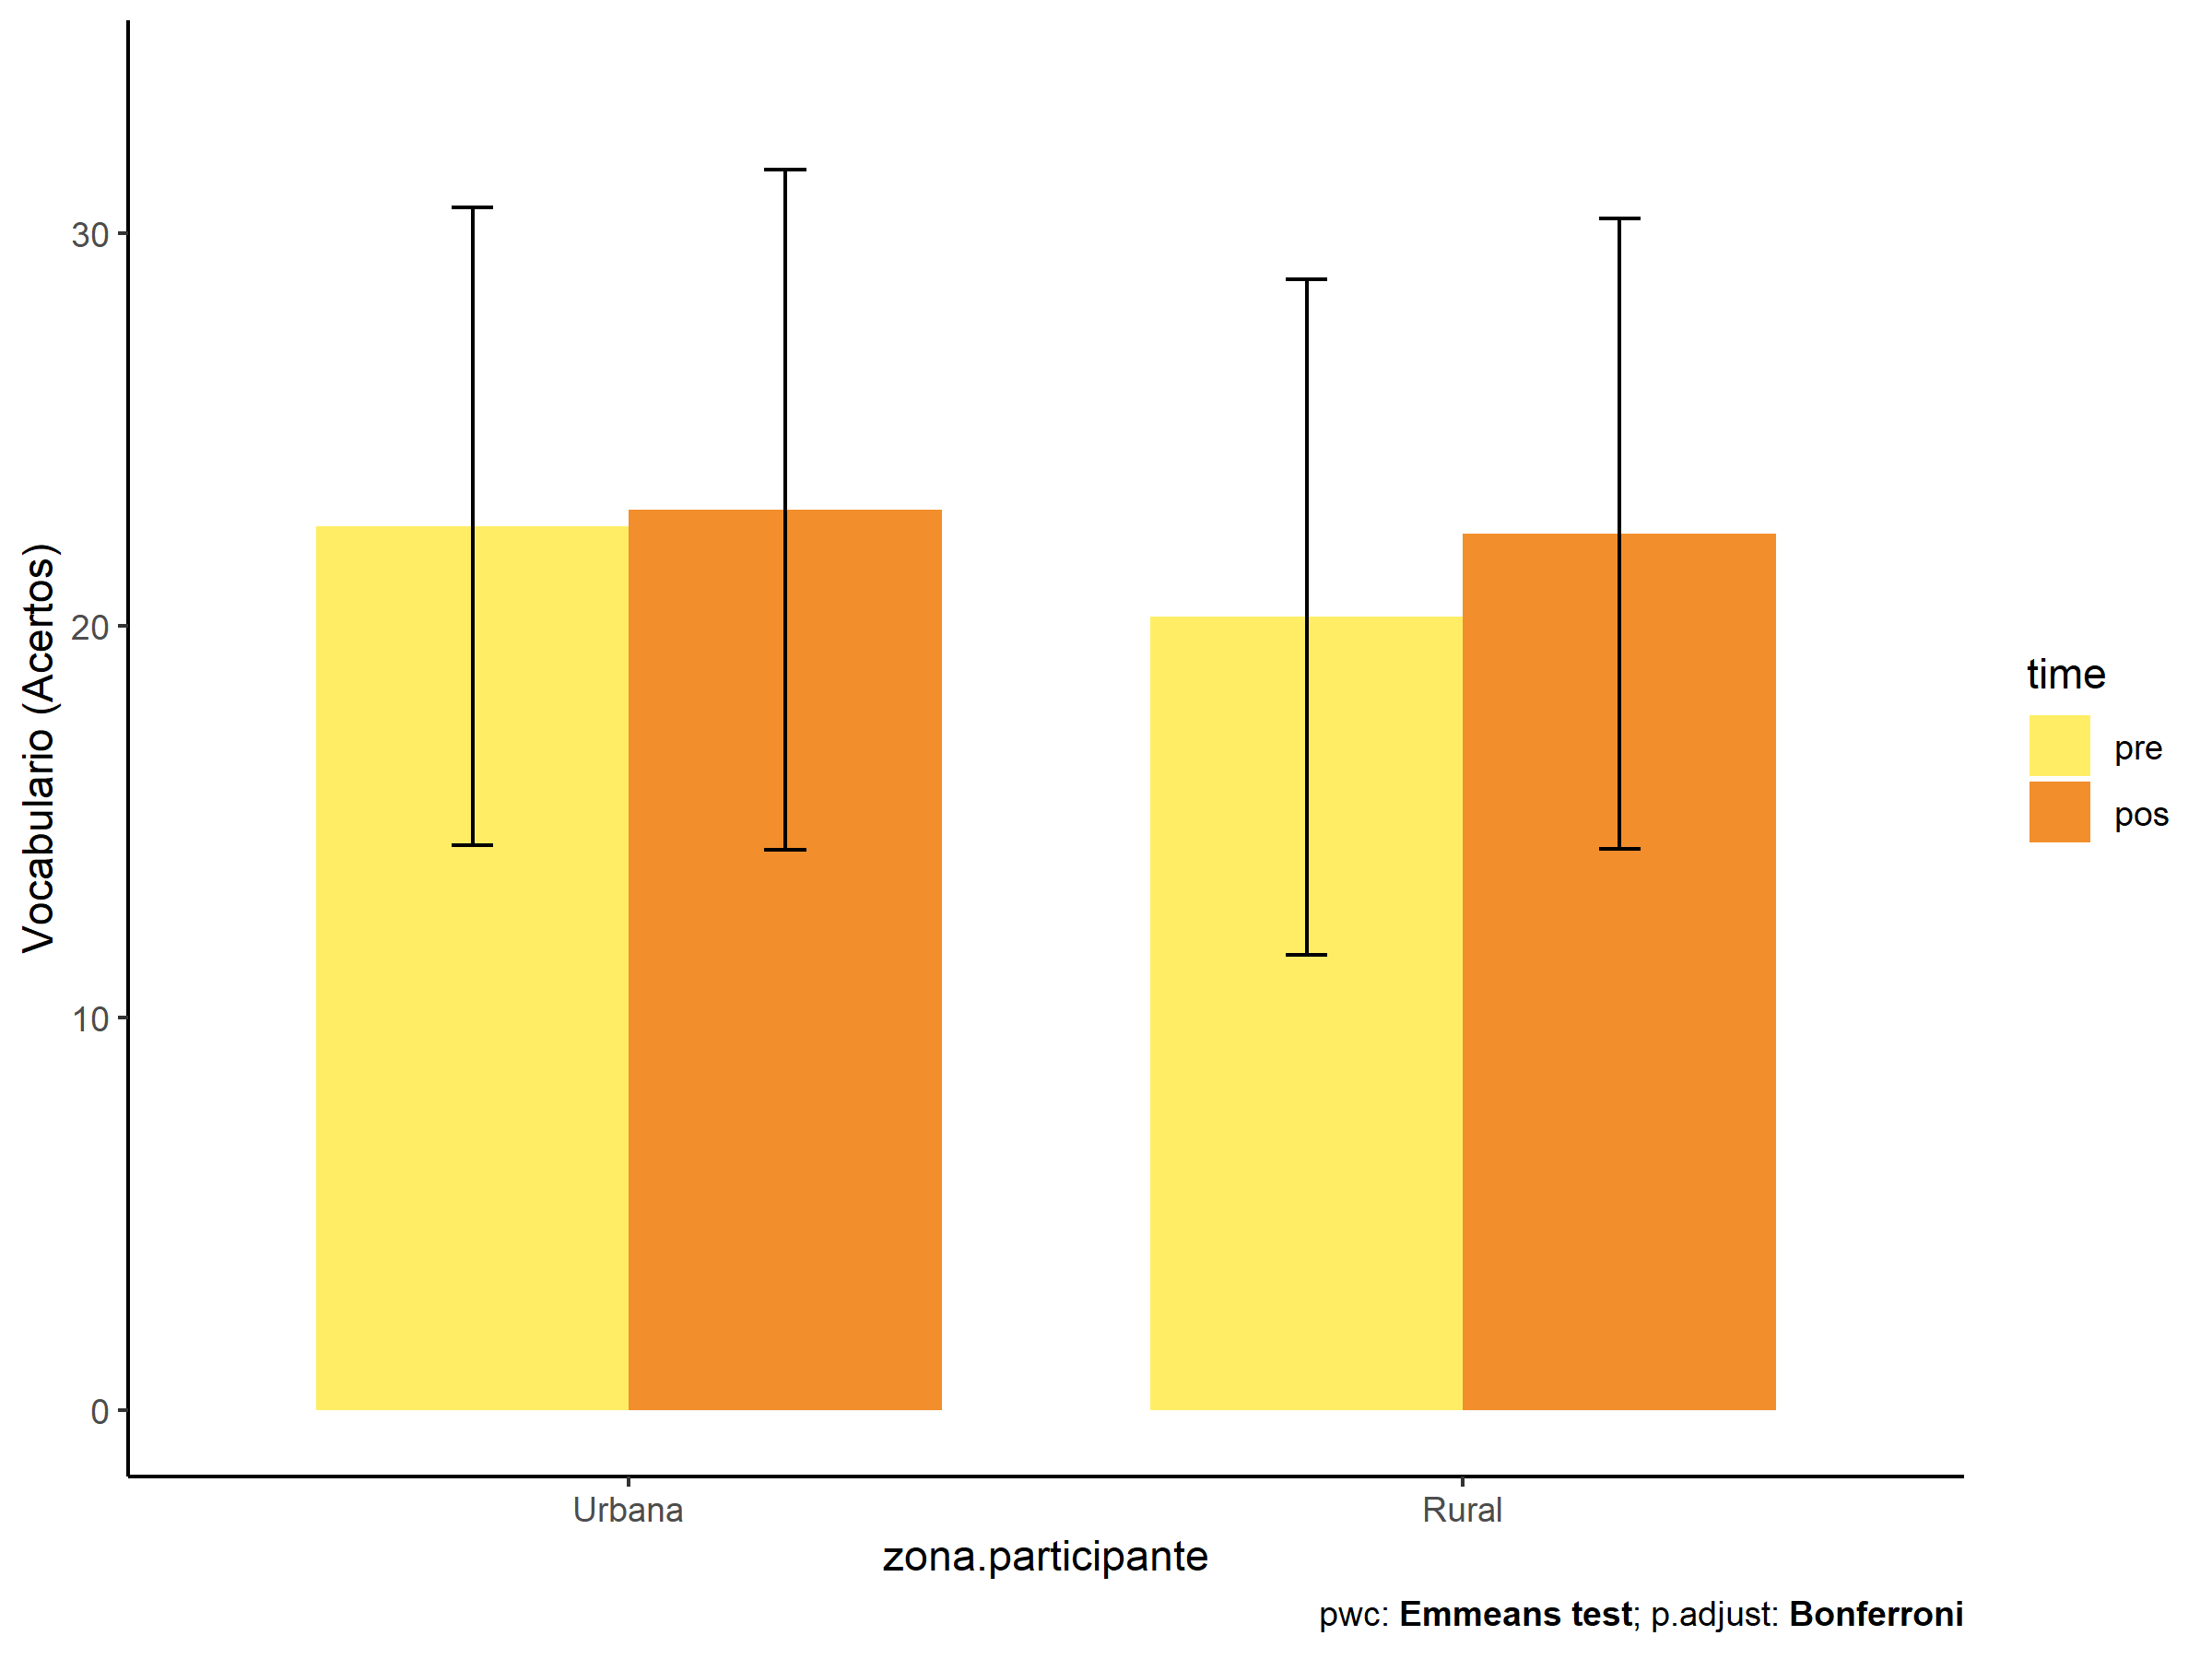 Vocabulario (Acertos)
30
20
10
0
Urbana
Rural
zona.participante
time
pre
pos
pwc: Emmeans test; p.adjust: Bonferroni